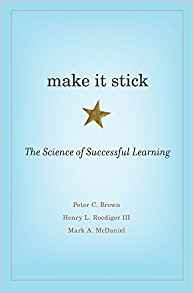 make it stick
The Science of Successful Learning
Peter C. Brown
Henry L. Roediger III
Mark A. McDaniel